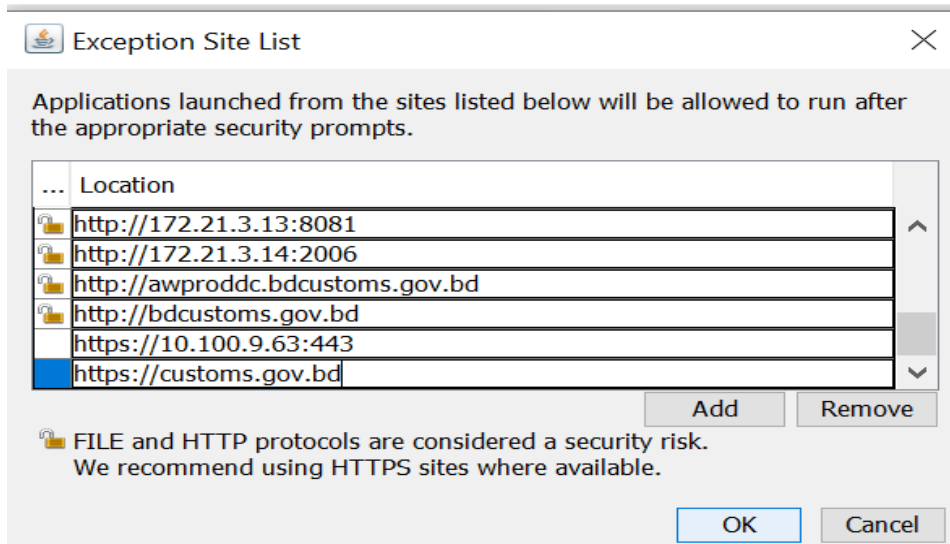 Exception Site List
Applications launched from the sites listed below will be allowed to run after
the appropriate security prompts.
... Location
http://172.21.3.13:8081
http://172.21.3.14:2006
http://awproddc.bdcustoms.gov.bd
http://bdcustoms.gov.bd
https://10.100.9.63:443
https://customs.gov.bd
Add Remove
FILE and HTTP protocols are considered a security risk.
We recommend using HTTPS sites where available.
OK Cancel